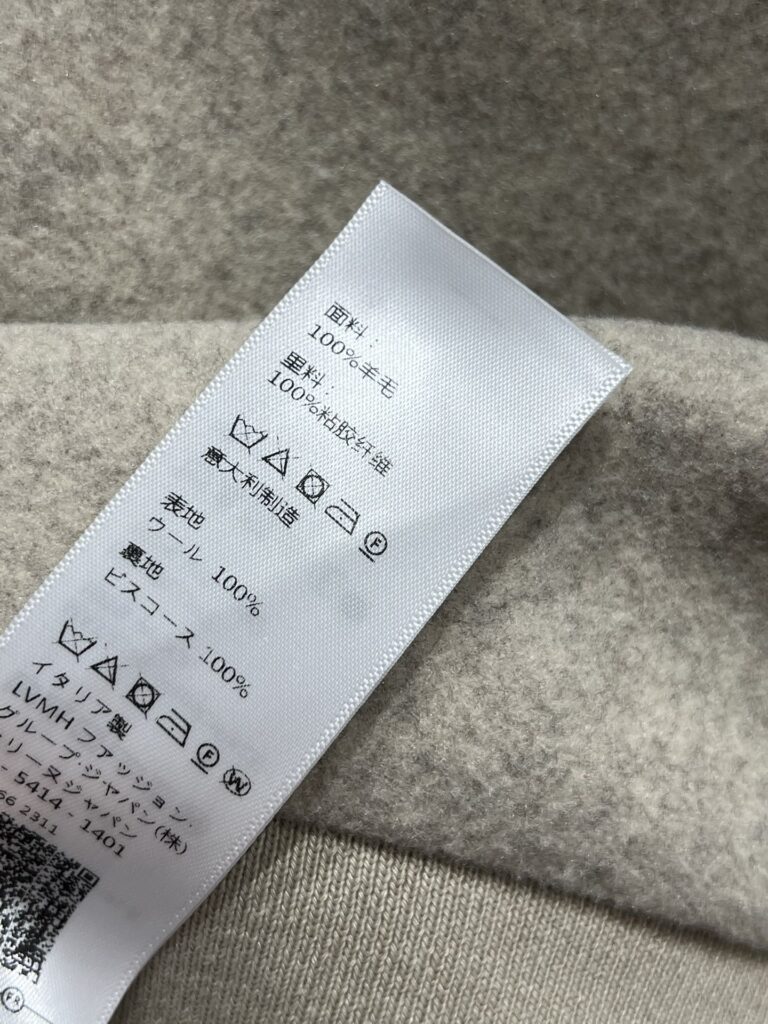 面料:
100%羊毛
里料:
100%粘胶纤维
意大利制造
表地
ウール 100%
裏地
ビスコース 100%
イタリア製
LVMH ファッション.
グループ.ジャパン(株)
リーヌジャパン
5414 - 1401
66 2311
F
F
W
FR